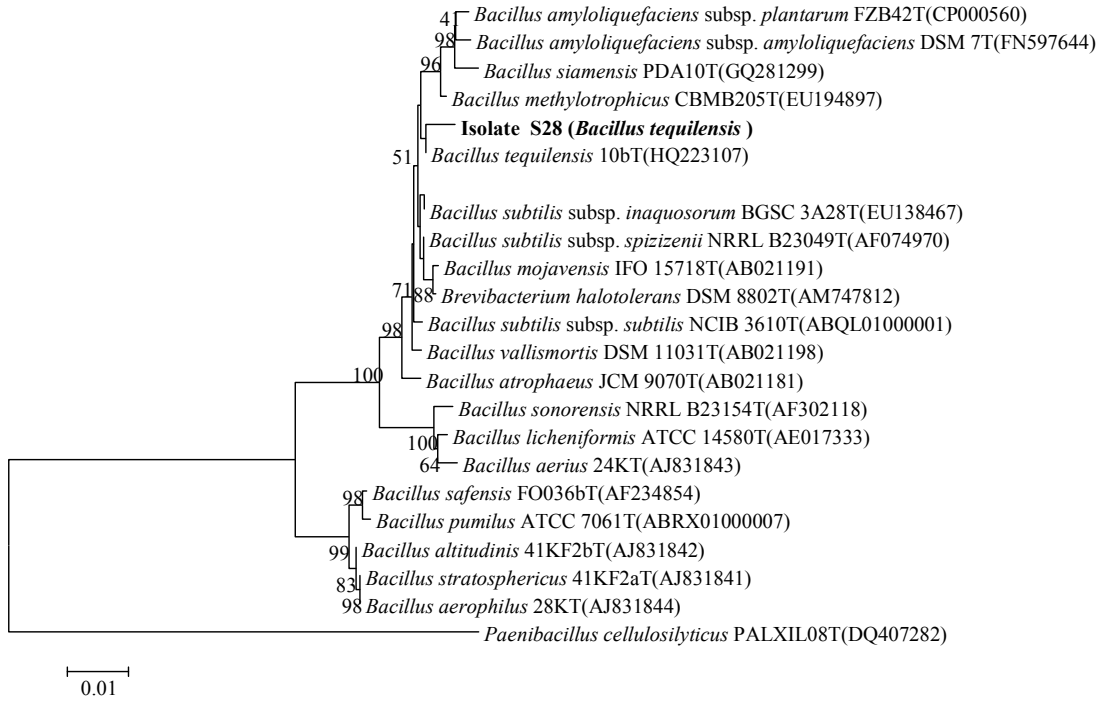 41
Bacillus amyloliquefaciens subsp. plantarum FZB42T(CP000560)
98
Bacillus amyloliquefaciens subsp. amyloliquefaciens DSM 7T(FN597644)
96
Bacillus siamensis PDA10T(GQ281299)
Bacillus methylotrophicus CBMB205T(EU194897)
Isolate S28 (Bacillus tequilensis )
51
Bacillus tequilensis 10bT(HQ223107)
Bacillus subtilis subsp. inaquosorum BGSC 3A28T(EU138467)
Bacillus subtilis subsp. spizizenii NRRL B23049T(AF074970)
Bacillus mojavensis IFO 15718T(AB021191)
71
88
Brevibacterium halotolerans DSM 8802T(AM747812)
98
Bacillus subtilis subsp. subtilis NCIB 3610T(ABQL01000001)
Bacillus vallismortis DSM 11031T(AB021198)
100
Bacillus atrophaeus JCM 9070T(AB021181)
Bacillus sonorensis NRRL B23154T(AF302118)
100
Bacillus licheniformis ATCC 14580T(AE017333)
64
Bacillus aerius 24KT(AJ831843)
98
Bacillus safensis FO036bT(AF234854)
Bacillus pumilus ATCC 7061T(ABRX01000007)
99
Bacillus altitudinis 41KF2bT(AJ831842)
83
Bacillus stratosphericus 41KF2aT(AJ831841)
98
Bacillus aerophilus 28KT(AJ831844)
Paenibacillus cellulosilyticus PALXIL08T(DQ407282)
0.01